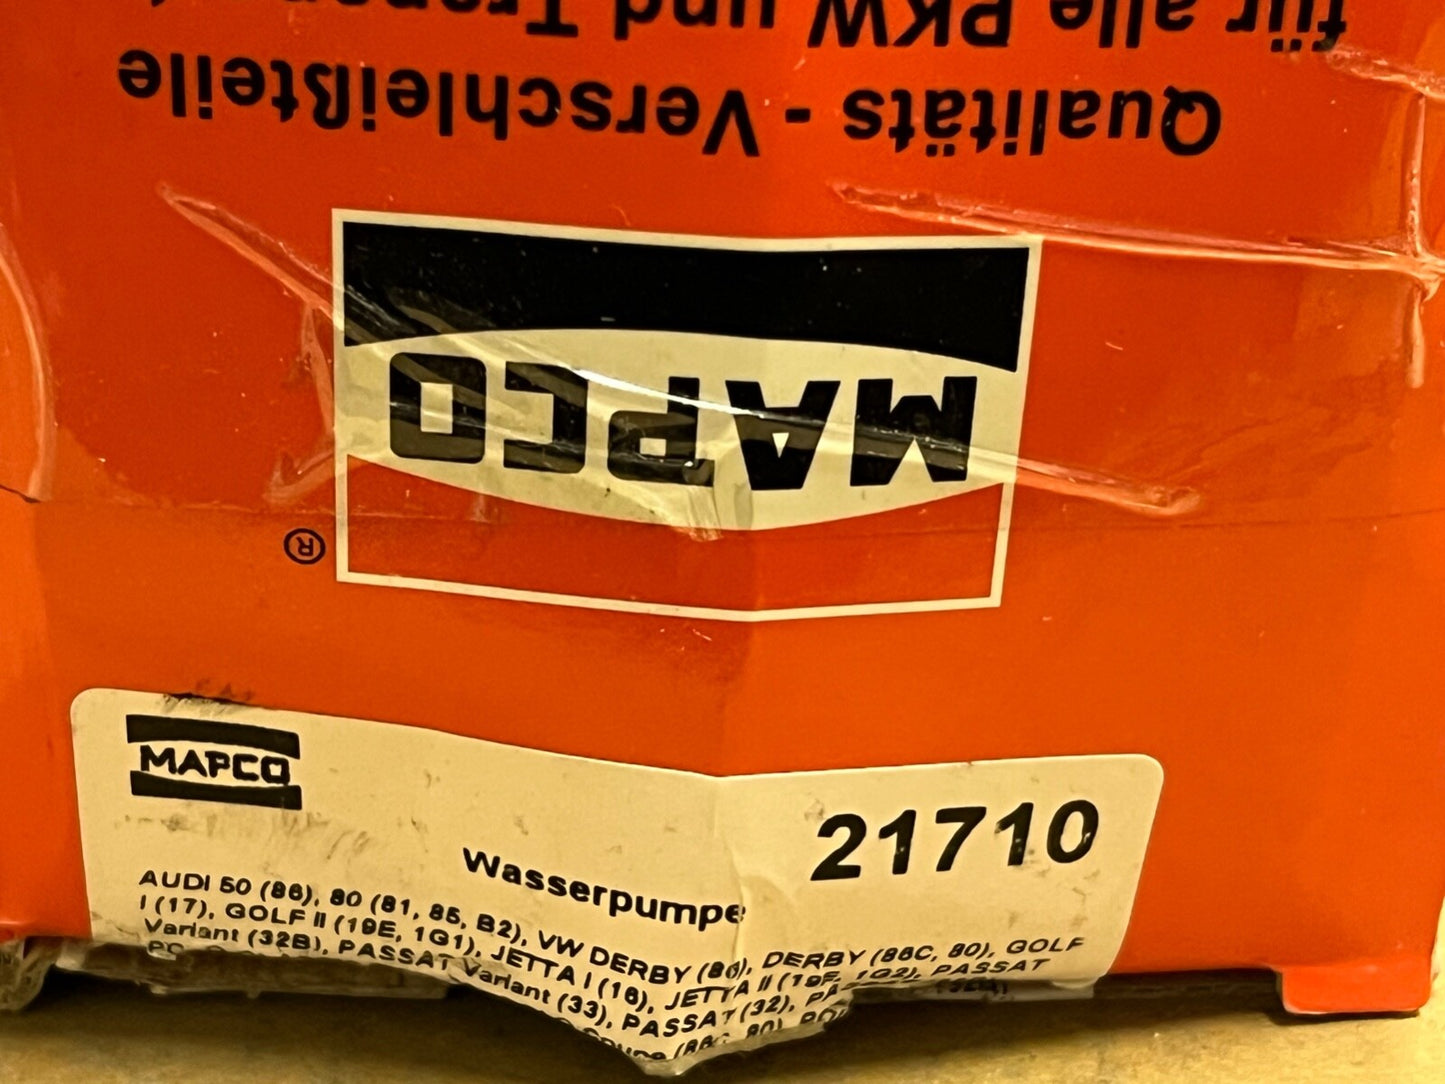 Qualitäts - Verschleißteile
für alle PKW und
MAPCO
®
MAPCO
21710
Wasserpumpe
AUDI 50 (86), 80 (81, 85, B2), VW DERBY (86), DERBY (86C, 80), GOLF
I (17), GOLF II (19E, 1G1), JETTA I (16), JETTA II (19E, 1G2), PASSAT
Variant (32B), PASSAT Variant (33), PASSAT (32),